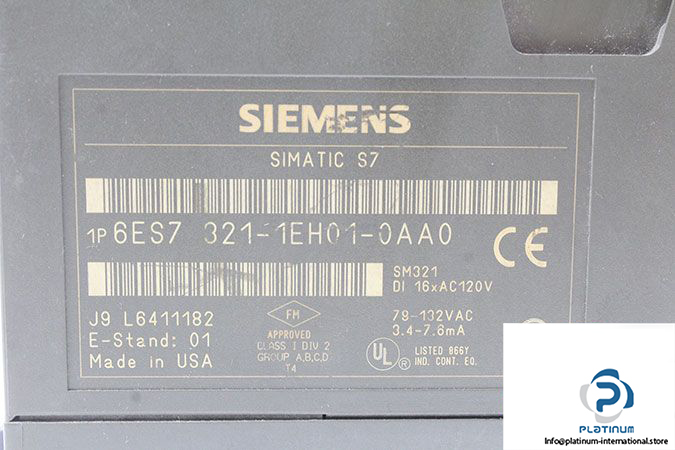 SIEMENS
SIMATIC S7
1P 6ES7 321-1EH01-0AA0
CE
SM321
DI 16xAC120V
J9 L6411182
E-Stand: 01
Made in USA
FM
APPROVED
CLASS I DIV 2
GROUP A,B,C,D
T4
79-132VAC
3.4-7.6mA
UL
LISTED 866Y
IND. CONT. EQ.
PLATINUM
info@platinum-international.store